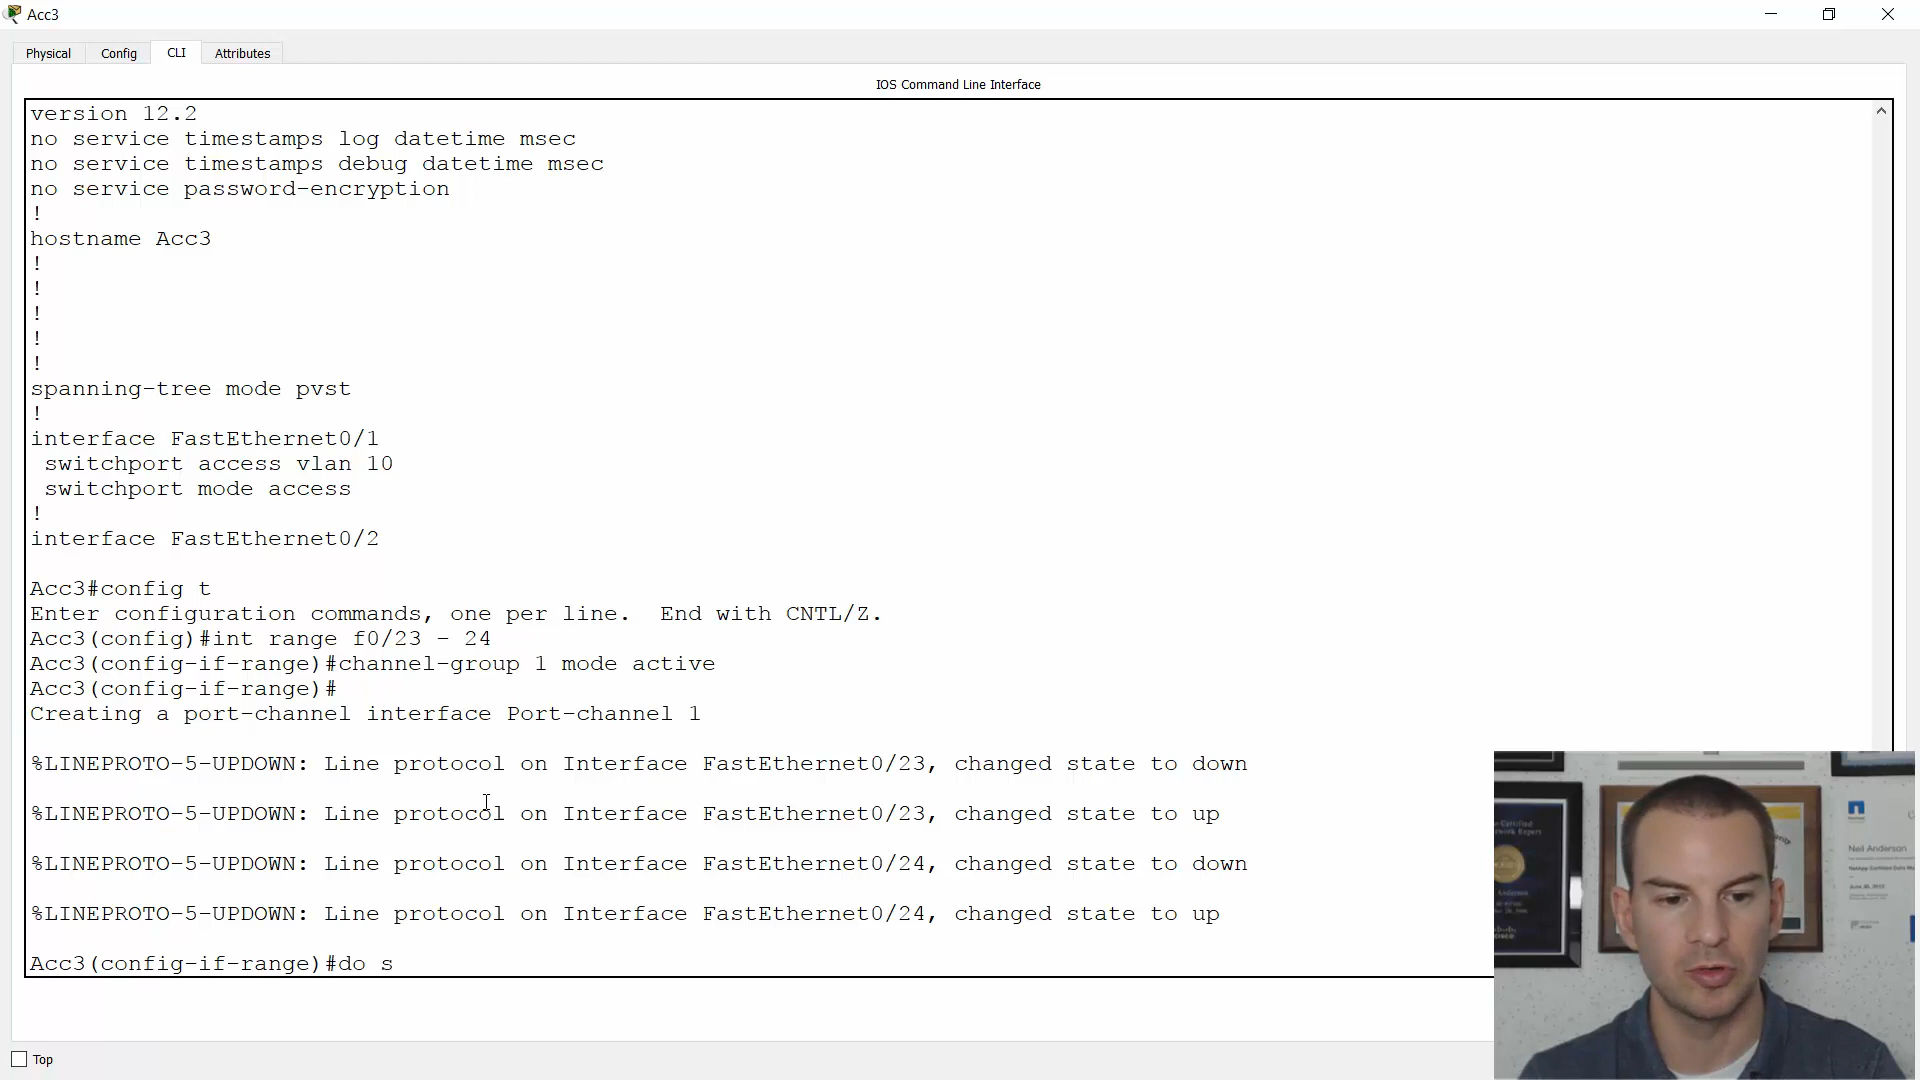 Acc3
Physical
Config
CLI
Attributes
IOS Command Line Interface
version 12.2
no service timestamps log datetime msec
no service timestamps debug datetime msec
no service password-encryption
!
hostname Acc3
!
!
!
!
!
spanning-tree mode pvst
!
interface FastEthernet0/1
switchport access vlan 10
switchport mode access
!
interface FastEthernet0/2
Acc3#config t
Enter configuration commands, one per line.  End with CNTL/Z.
Acc3(config)#int range f0/23 - 24
Acc3(config-if-range)#channel-group 1 mode active
Acc3(config-if-range)#
Creating a port-channel interface Port-channel 1
%LINEPROTO-5-UPDOWN: Line protocol on Interface FastEthernet0/23, changed state to down
%LINEPROTO-5-UPDOWN: Line protocol on Interface FastEthernet0/23, changed state to up
%LINEPROTO-5-UPDOWN: Line protocol on Interface FastEthernet0/24, changed state to down
%LINEPROTO-5-UPDOWN: Line protocol on Interface FastEthernet0/24, changed state to up
Acc3(config-if-range)#do s
Top
Neil Anderson